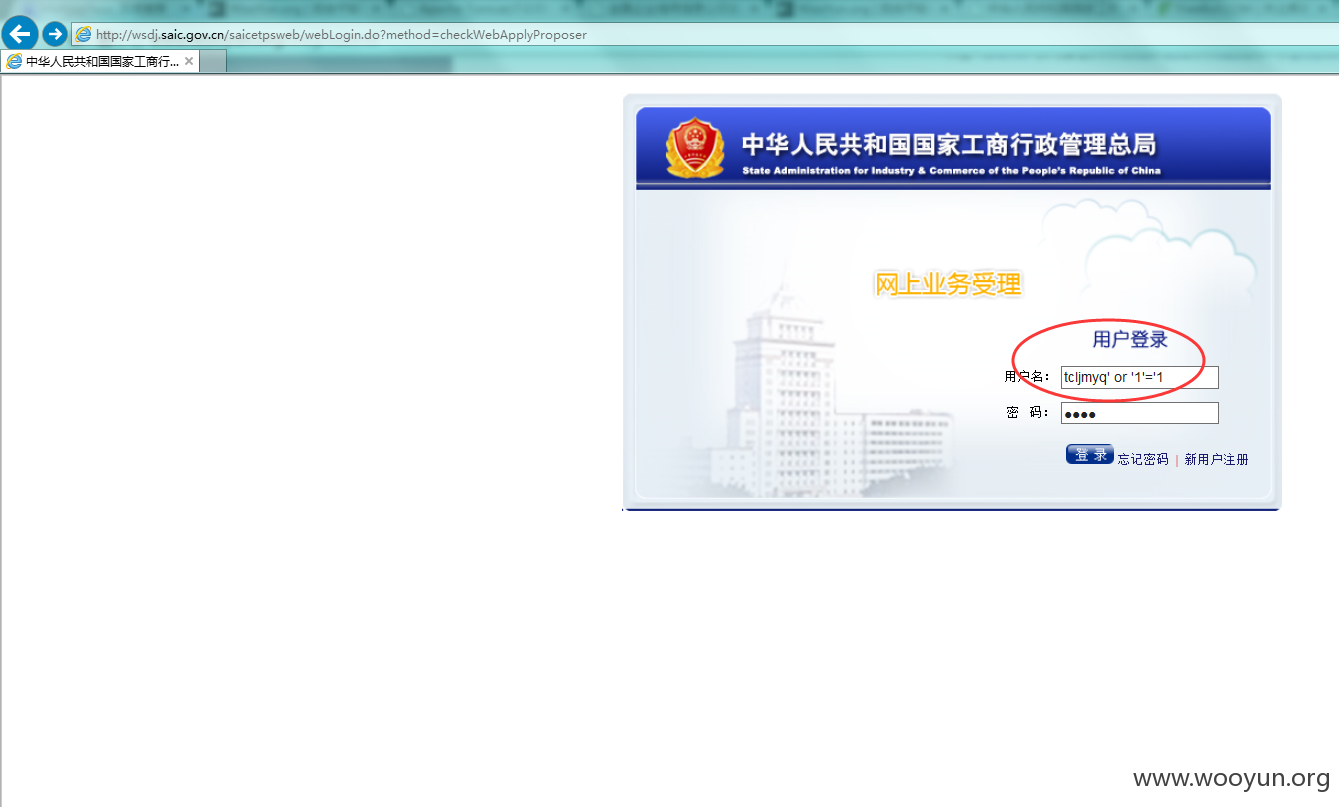 http://wsdj.saic.gov.cn/saicetpsweb/webLogin.do?method=checkWebApplyProposer
中华人民共和国国家工商行...
中华人民共和国国家工商行政管理总局
State Administration for Industry & Commerce of the People's Republic of China
网上业务受理
用户登录
用户名： tcljmyq' or '1'='1
密 码： ●●●●
登 录 忘记密码 | 新用户注册
www.wooyun.org